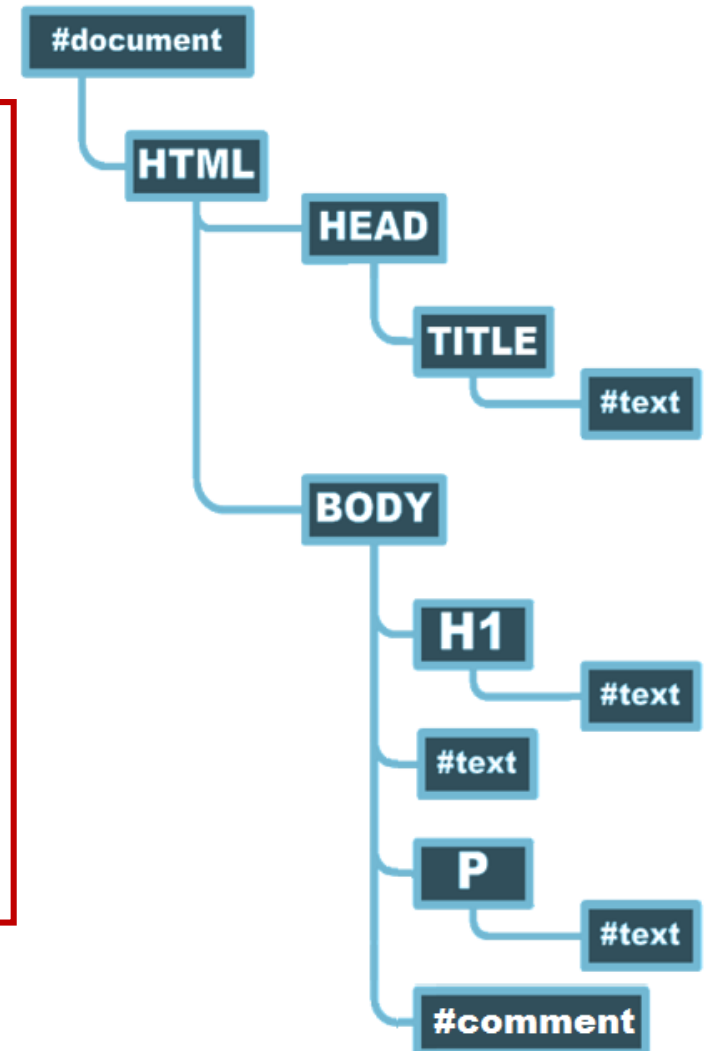 #document
HTML
HEAD
TITLE
#text
BODY
H1
#text
#text
P
#text
#comment